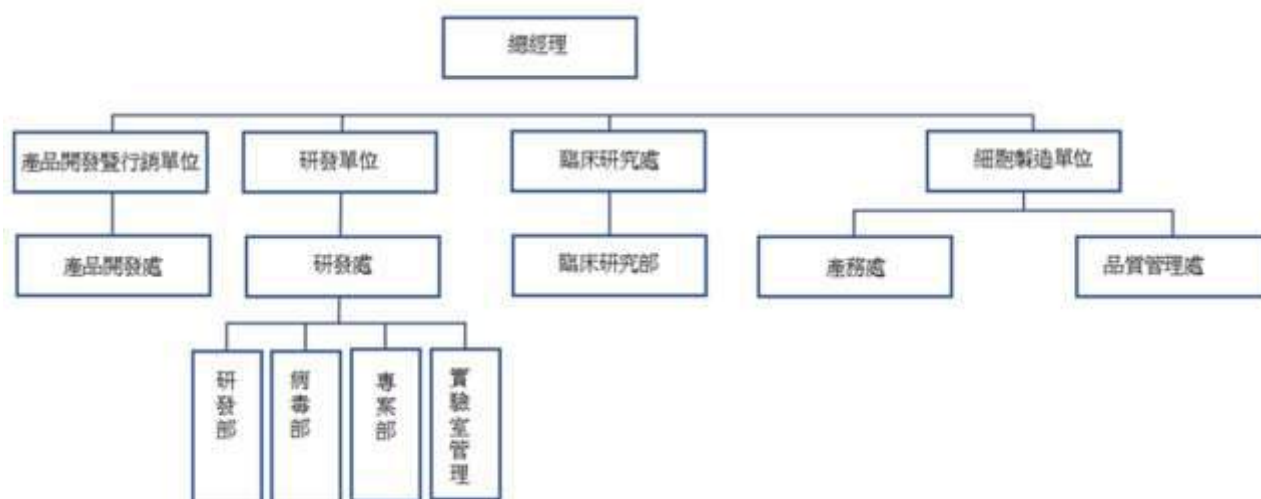 總經理
產品開發暨行銷單位
研發單位
臨床研究處
細胞製造單位
產品開發處
研發處
臨床研究部
產務處
品質管理處
研發部
病毒部
專案部
實驗室管理